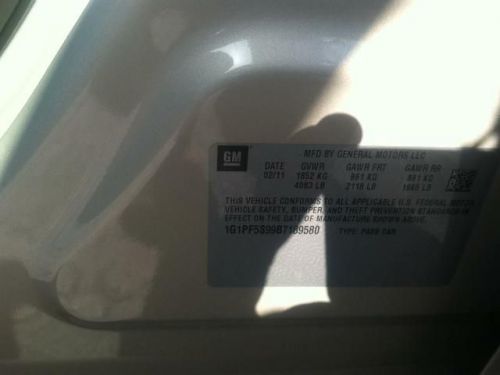 GM
MFD BY GENERAL MOTORS LLC
DATE GVWR GAWR FRT GAWR RR
02/11 1852 KG 961 KG 891 KG
4083 LB 2118 LB 1965 LB
THIS VEHICLE CONFORMS TO ALL APPLICABLE U.S. FEDERAL MOTOR
VEHICLE SAFETY, BUMPER, AND THEFT PREVENTION STANDARDS
IN EFFECT ON THE DATE OF MANUFACTURE SHOWN ABOVE.
TYPE: PASS CAR